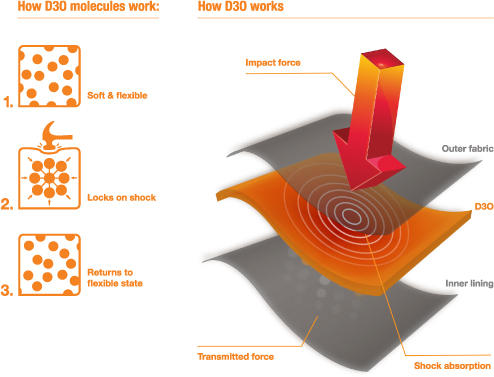 How D3O molecules work:
1.
Soft & flexible
2.
Locks on shock
3.
Returns to
flexible state
How D3O works
Impact force
Outer fabric
D3O
Inner lining
Transmitted force
Shock absorption